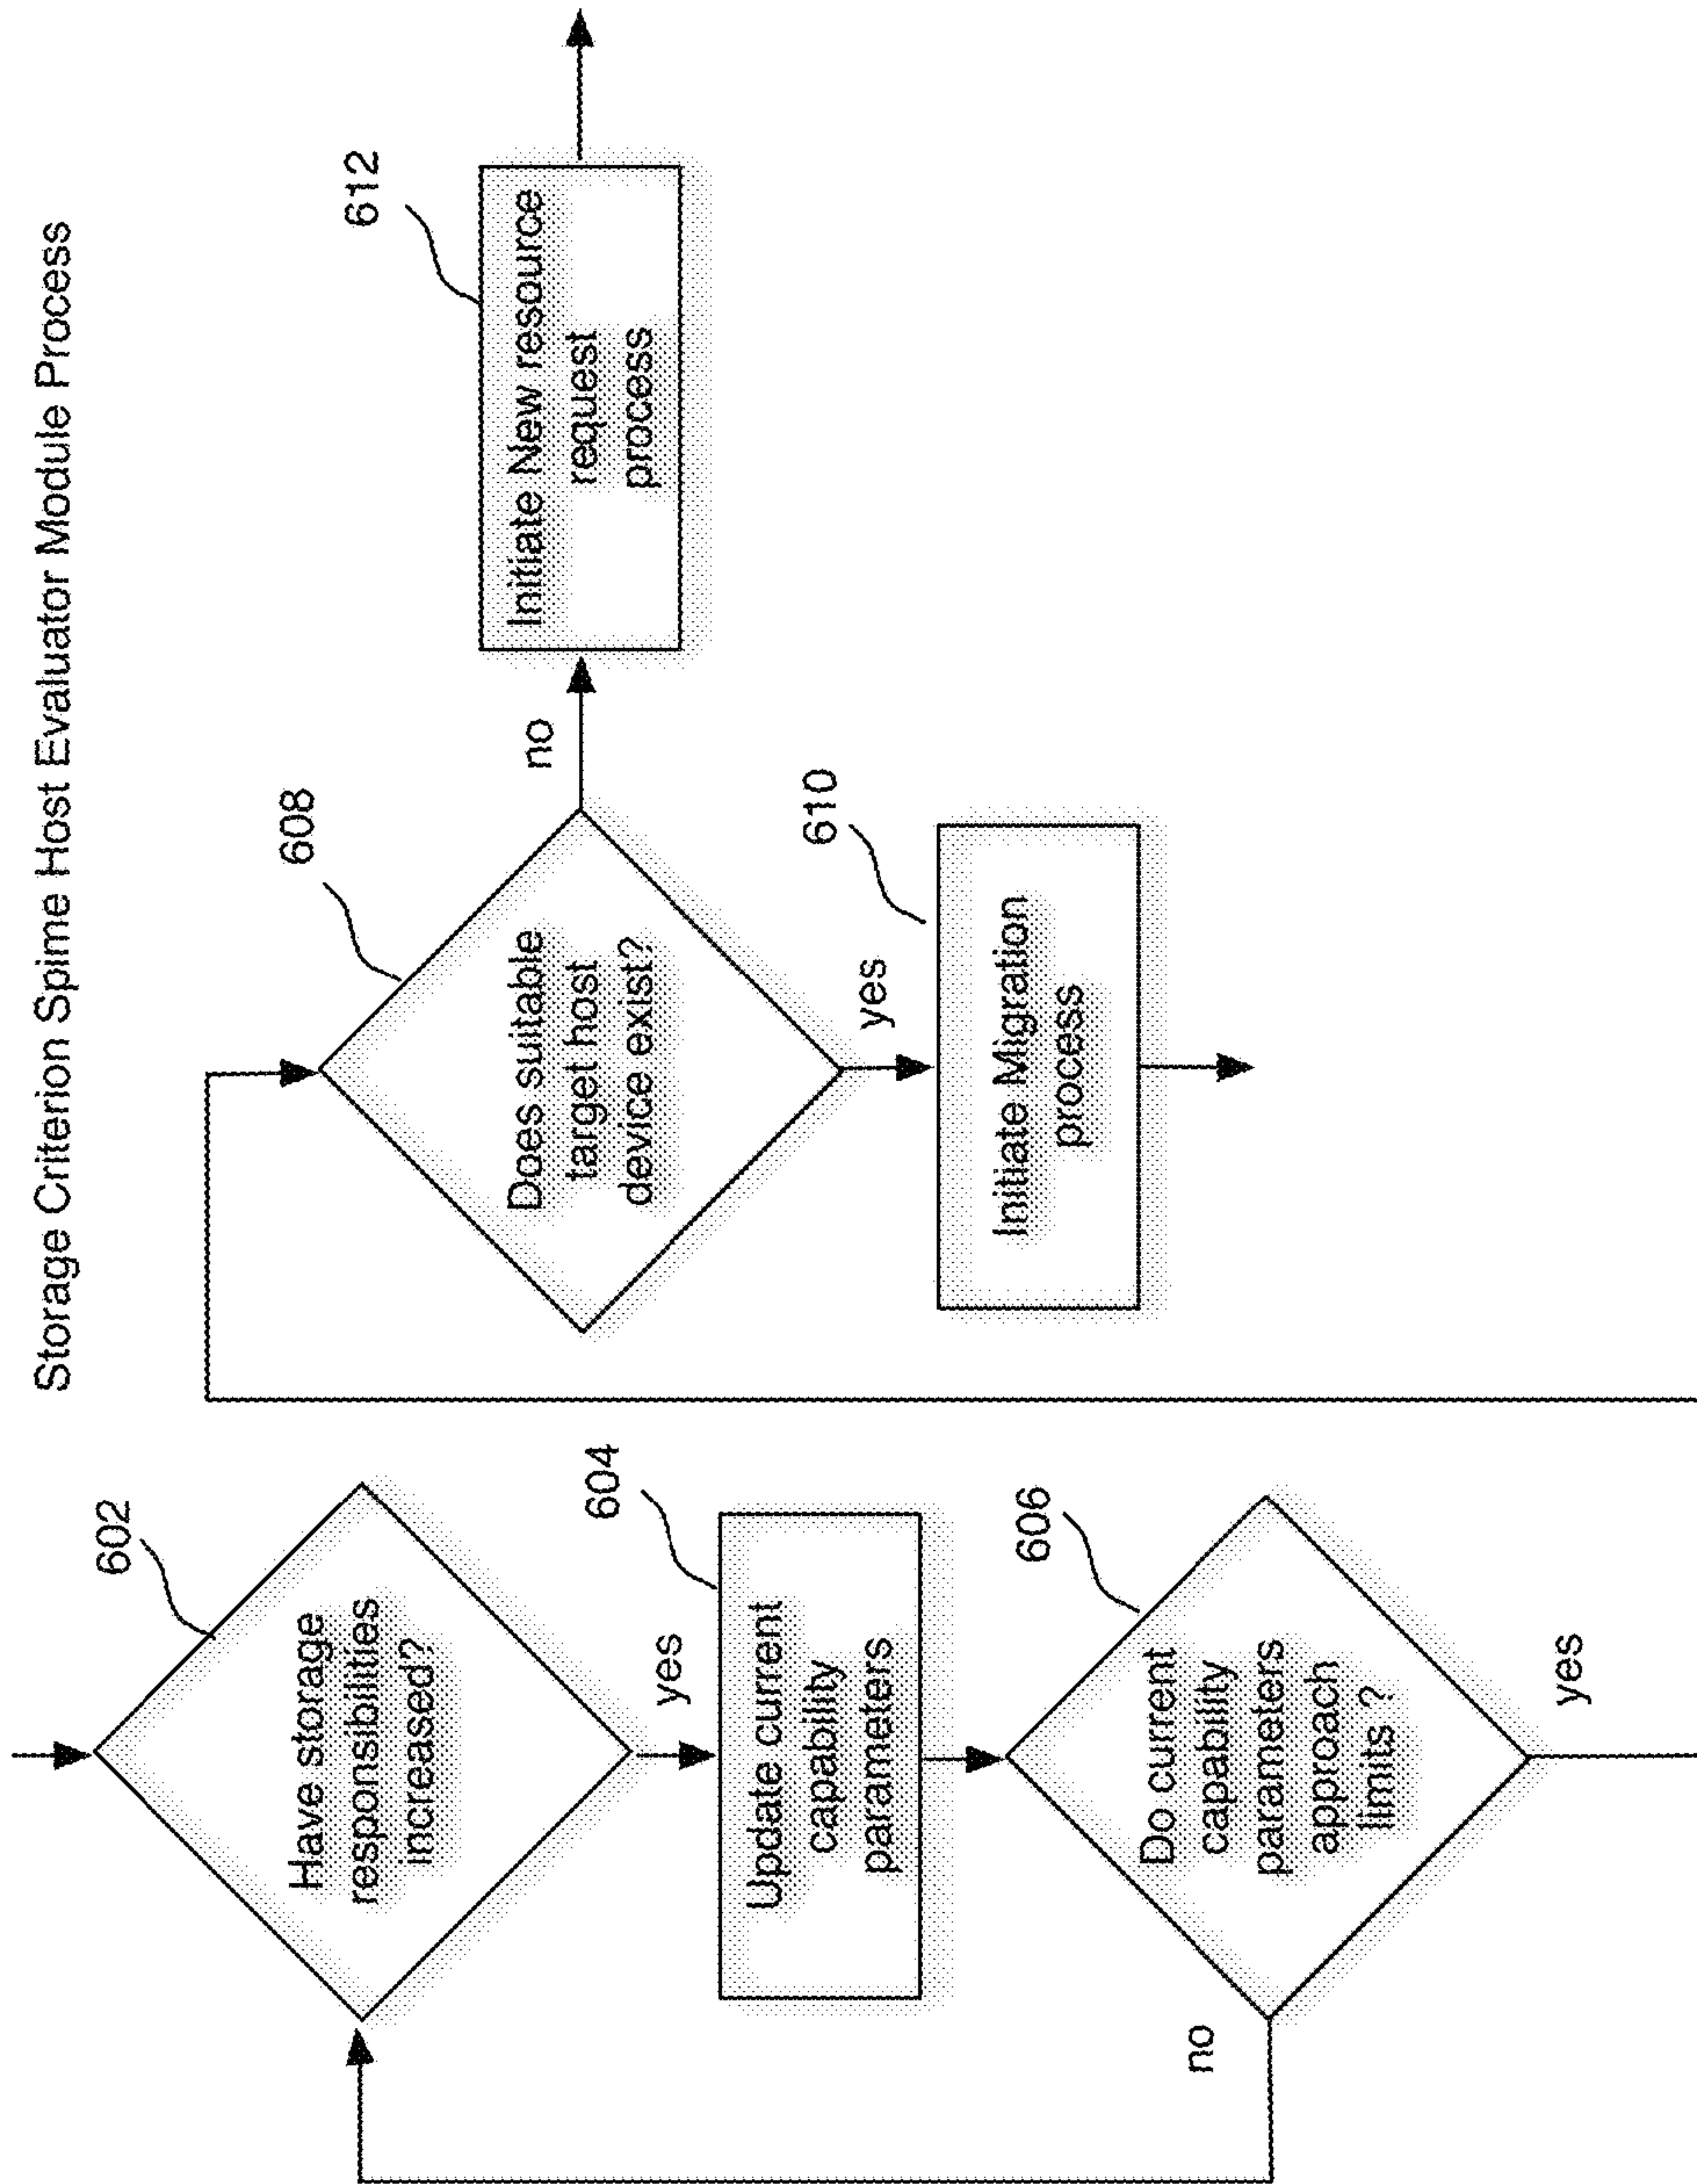 Storage Criterion Spime Host Evaluator Module Process
602
Have storage
responsibilities
increased?
yes
604
Update current
capability
parameters
606
Do current
capability
parameters
approach
limits ?
no
yes
608
Does suitable
target host
device exist?
no
yes
610
Initiate Migration
process
612
Initiate New resource
request
process